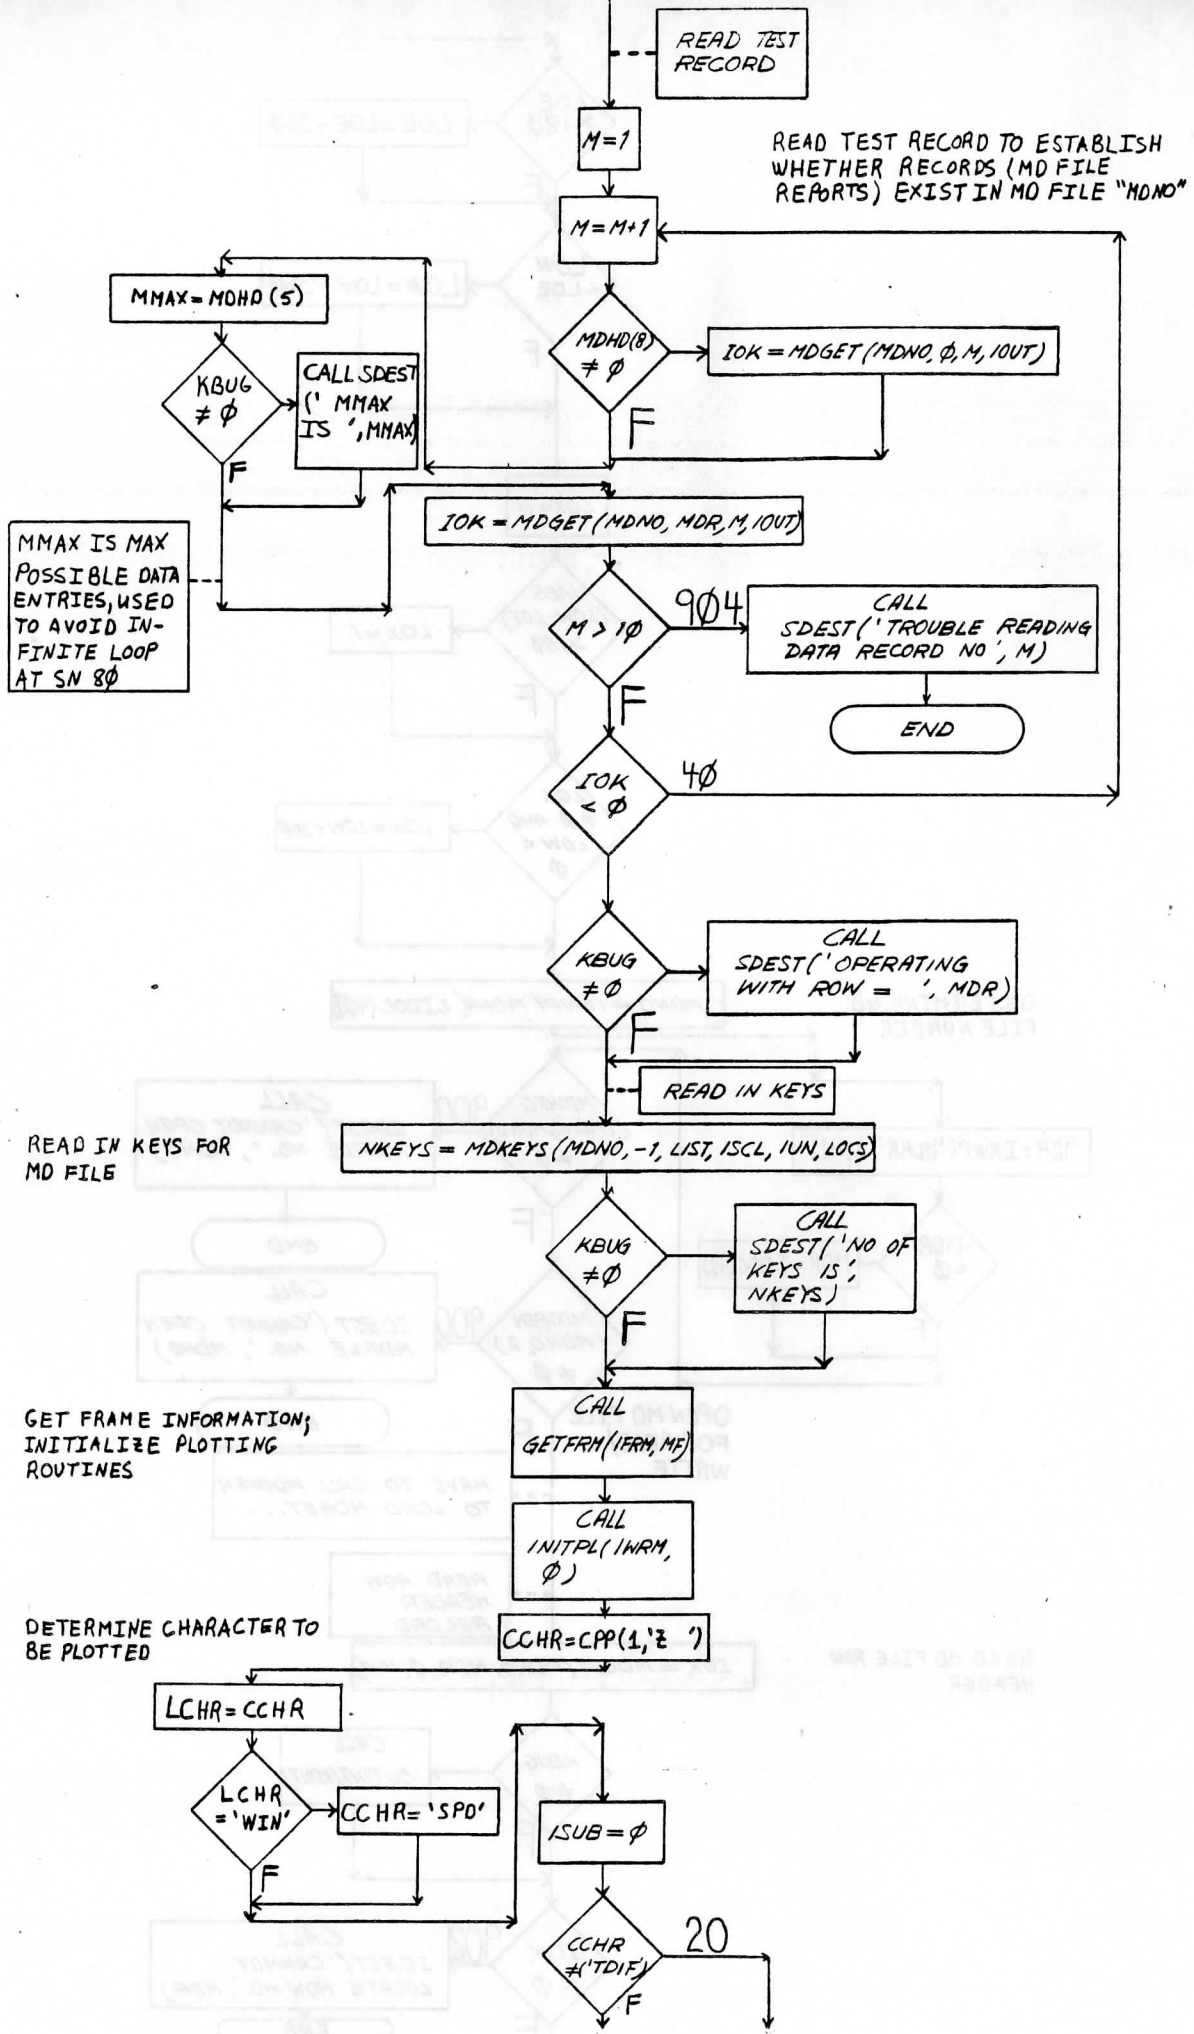 READ TEST
RECORD
M=1
READ TEST RECORD TO ESTABLISH
WHETHER RECORDS (MD FILE
REPORTS) EXIST IN MD FILE "MDNO"
M=M+1
MMAX=MDHD(5)
MDHD(8)
≠ Ø
IOK=MDGET(MDNO,Ø,M,IOUT)
F
KBUG
≠ Ø
CALL SDEST
(' MMAX
IS ',MMAX)
F
IOK=MDGET(MDNO, MDR,M,IOUT)
MMAX IS MAX
POSSIBLE DATA
ENTRIES, USED
TO AVOID IN-
FINITE LOOP
AT SN 8Ø
M > 1Ø
9Ø4
CALL
SDEST('TROUBLE READING
DATA RECORD NO', M)
F
END
IOK
< Ø
4Ø
KBUG
≠Ø
CALL
SDEST('OPERATING
WITH ROW = ', MDR)
F
READ IN KEYS
READ IN KEYS FOR
MD FILE
NKEYS = MDKEYS(MDNO, -1, LIST, ISCL, IUN, LOCS)
KBUG
≠Ø
CALL
SDEST('NO OF
KEYS IS',
NKEYS)
F
GET FRAME INFORMATION;
INITIALIZE PLOTTING
ROUTINES
CALL
GETFRM(IFRM,MF)
CALL
INITPL(IWRM,
Ø)
DETERMINE CHARACTER TO
BE PLOTTED
CCHR=CPP(1,'Z ')
LCHR=CCHR
LCHR
='WIN'
CCHR='SPD'
F
ISUB=Ø
CCHR
≠('TDIF)
20
F